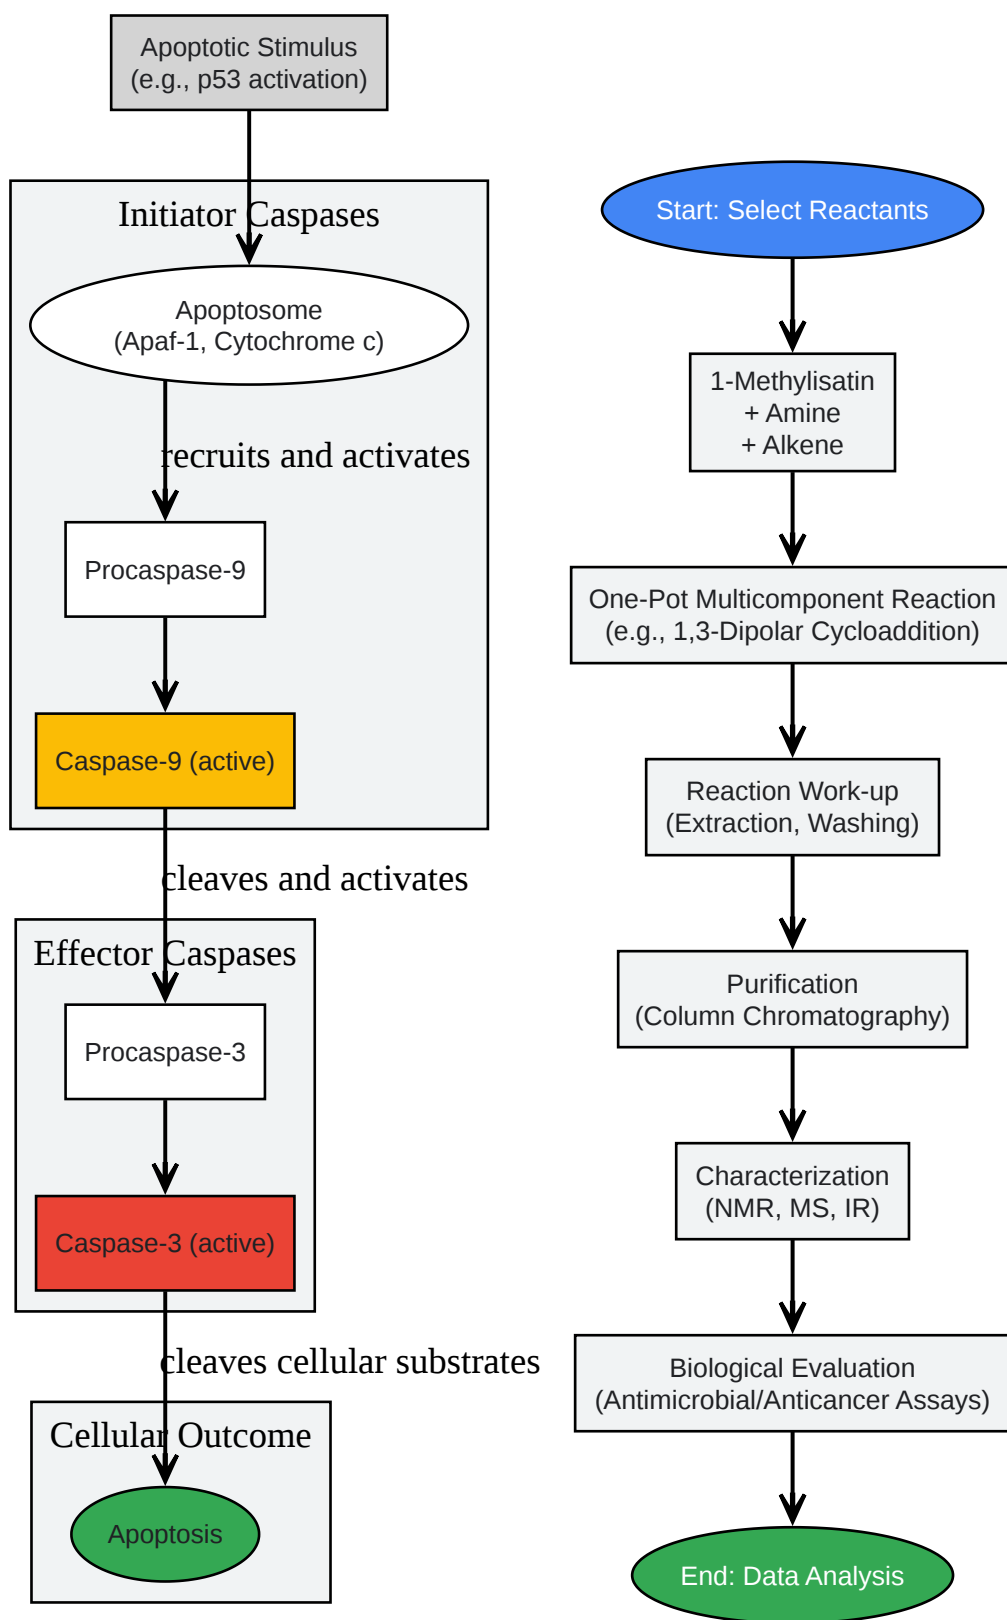 Apoptotic Stimulus
(e.g., p53 activation)
Initiator Caspases
Apoptosome
(Apaf-1, Cytochrome c)
recruits and activates
Procaspase-9
Caspase-9 (active)
cleaves and activates
Effector Caspases
Procaspase-3
Caspase-3 (active)
cleaves cellular substrates
Cellular Outcome
Apoptosis
Start: Select Reactants
1-Methylisatin
+ Amine
+ Alkene
One-Pot Multicomponent Reaction
(e.g., 1,3-Dipolar Cycloaddition)
Reaction Work-up
(Extraction, Washing)
Purification
(Column Chromatography)
Characterization
(NMR, MS, IR)
Biological Evaluation
(Antimicrobial/Anticancer Assays)
End: Data Analysis